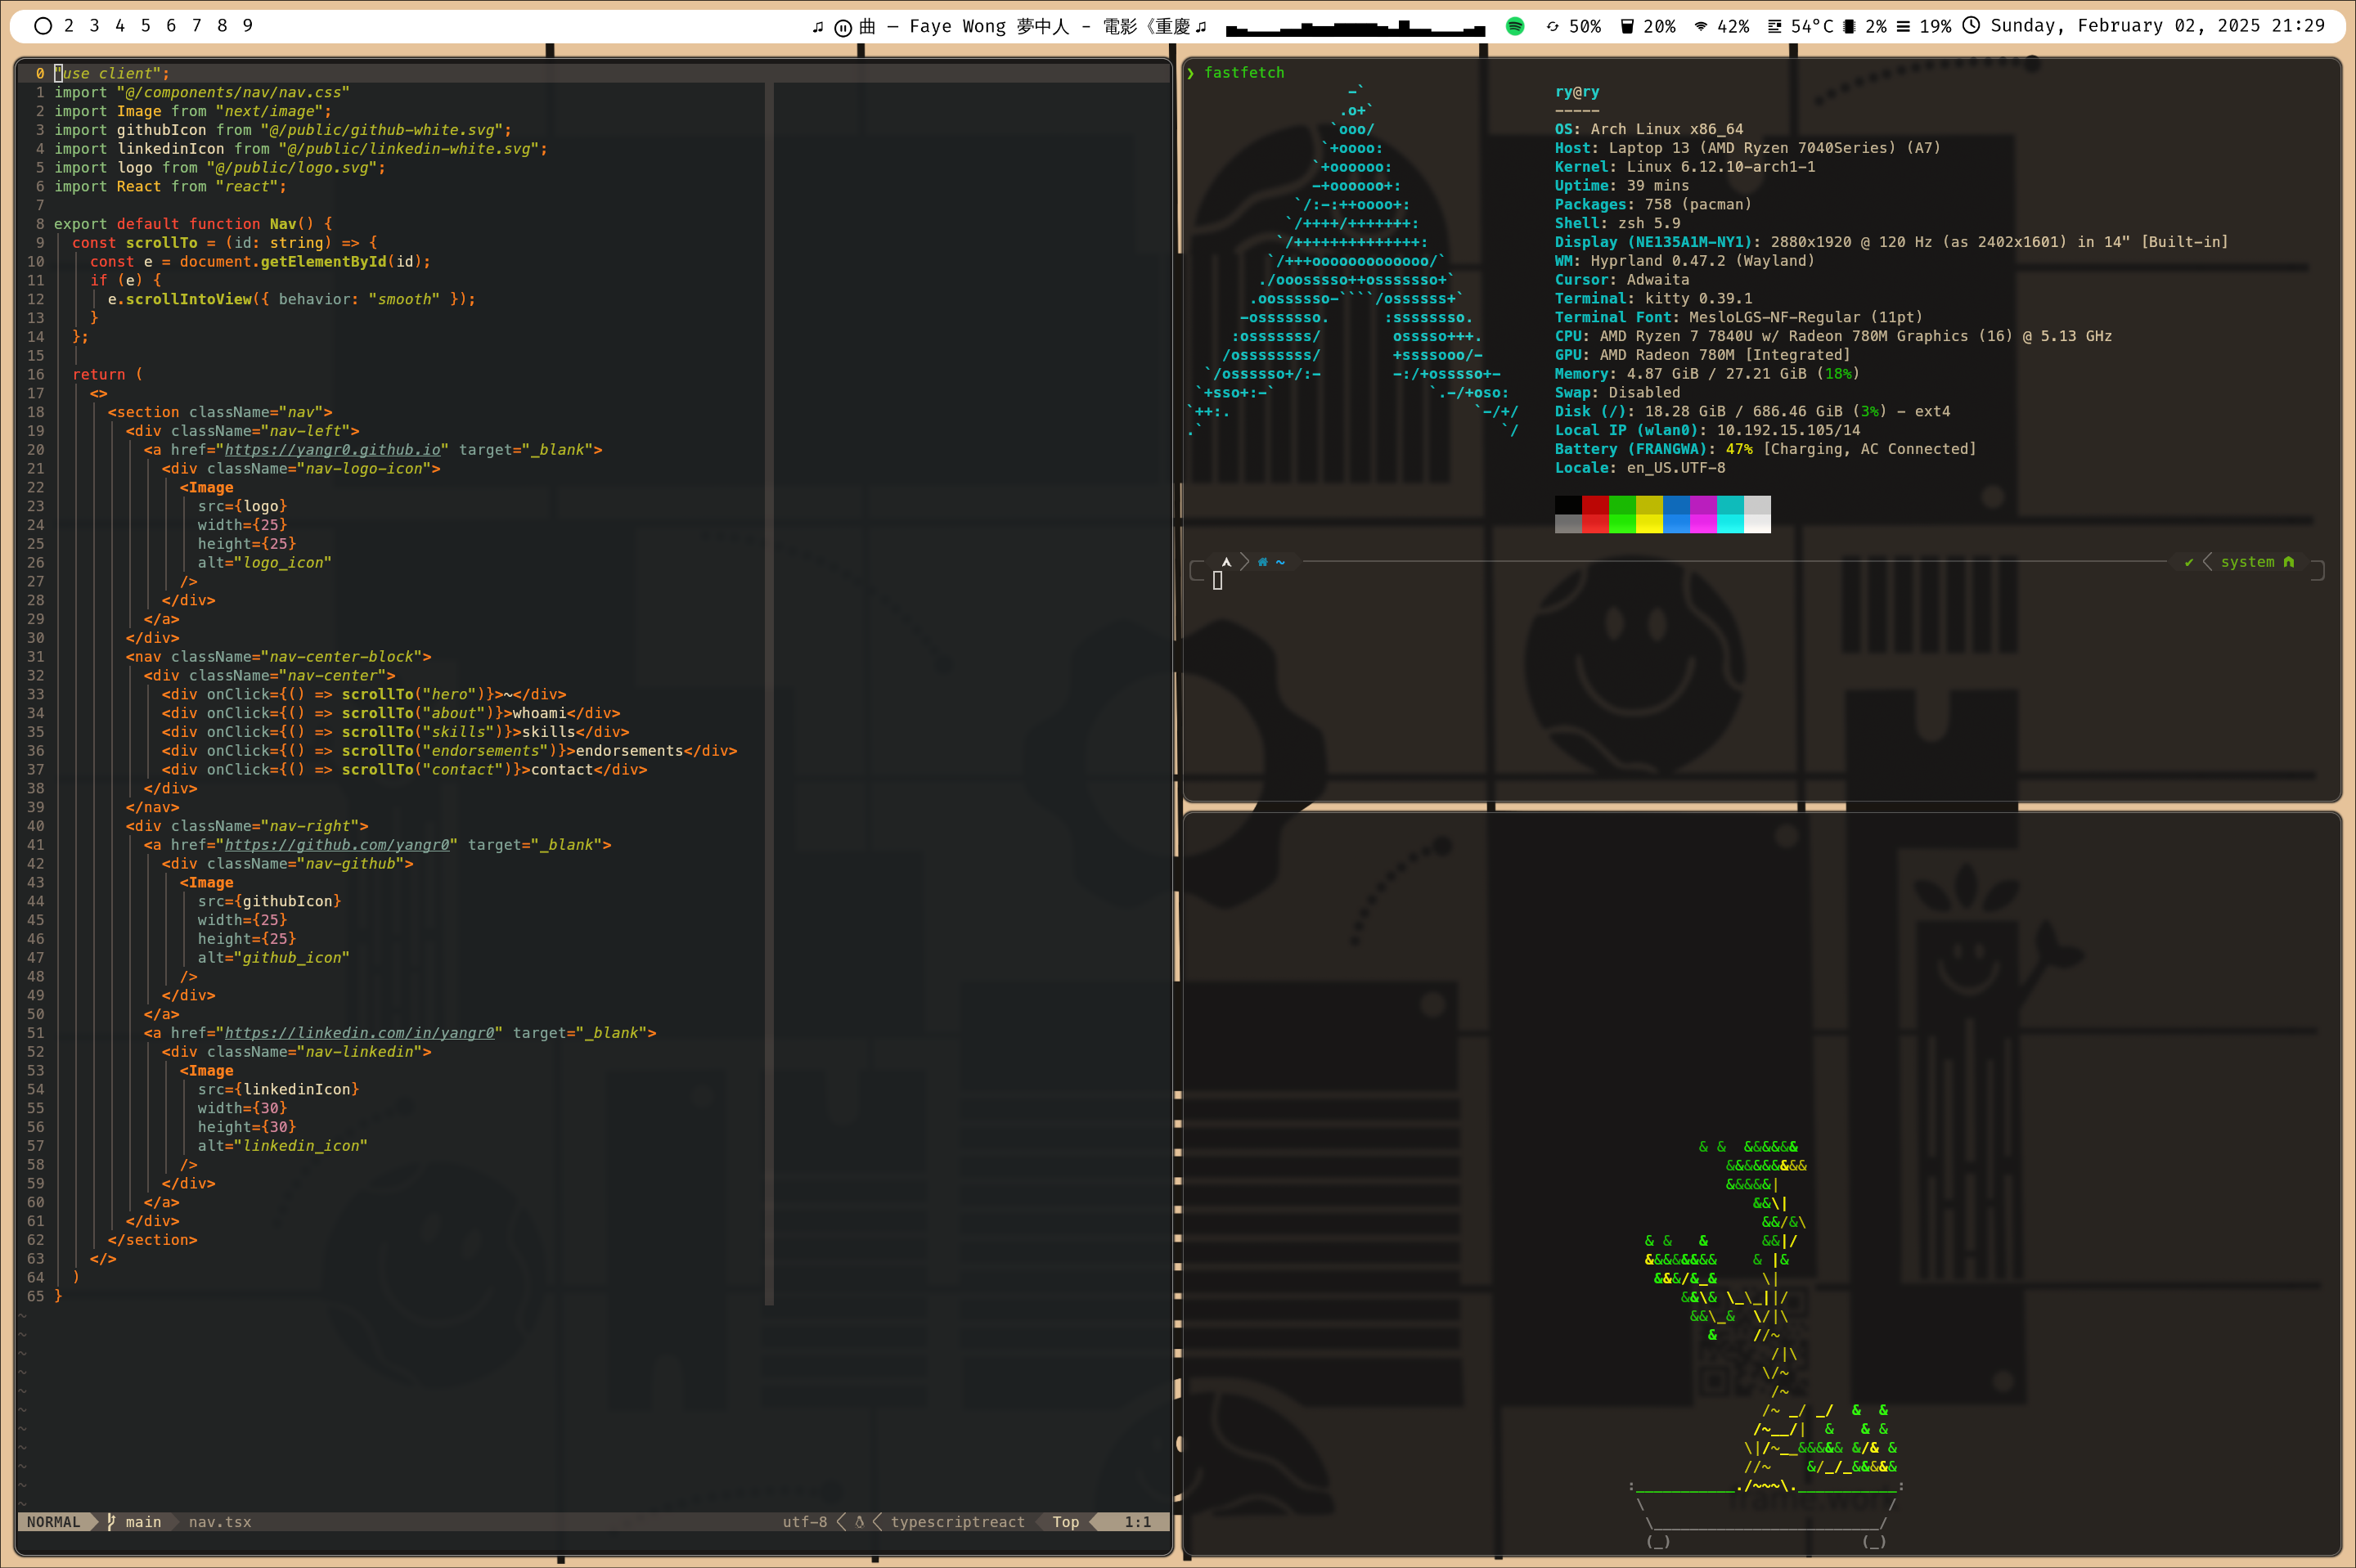 2 3 4 5 6 7 8 9
♫ 曲 — Faye Wong 夢中人 - 電影《重慶 ♫
50% 20% 42% 54°C 2% 19% Sunday, February 02, 2025 21:29
0 "use client";
1 import "@/components/nav/nav.css"
2 import Image from "next/image";
3 import githubIcon from "@/public/github-white.svg";
4 import linkedinIcon from "@/public/linkedin-white.svg";
5 import logo from "@/public/logo.svg";
6 import React from "react";
7
8 export default function Nav() {
9   const scrollTo = (id: string) => {
10     const e = document.getElementById(id);
11     if (e) {
12       e.scrollIntoView({ behavior: "smooth" });
13     }
14   };
15
16   return (
17     <>
18       <section className="nav">
19         <div className="nav-left">
20           <a href="https://yangr0.github.io" target="_blank">
21             <div className="nav-logo-icon">
22               <Image
23                 src={logo}
24                 width={25}
25                 height={25}
26                 alt="logo_icon"
27               />
28             </div>
29           </a>
30         </div>
31         <nav className="nav-center-block">
32           <div className="nav-center">
33             <div onClick={() => scrollTo("hero")}>~</div>
34             <div onClick={() => scrollTo("about")}>whoami</div>
35             <div onClick={() => scrollTo("skills")}>skills</div>
36             <div onClick={() => scrollTo("endorsements")}>endorsements</div>
37             <div onClick={() => scrollTo("contact")}>contact</div>
38           </div>
39         </nav>
40         <div className="nav-right">
41           <a href="https://github.com/yangr0" target="_blank">
42             <div className="nav-github">
43               <Image
44                 src={githubIcon}
45                 width={25}
46                 height={25}
47                 alt="github_icon"
48               />
49             </div>
50           </a>
51           <a href="https://linkedin.com/in/yangr0" target="_blank">
52             <div className="nav-linkedin">
53               <Image
54                 src={linkedinIcon}
55                 width={30}
56                 height={30}
57                 alt="linkedin_icon"
58               />
59             </div>
60           </a>
61         </div>
62       </section>
63     </>
64   )
65 }
NORMAL main nav.tsx utf-8 typescriptreact Top 1:1
❯ fastfetch
ry@ry
-----
OS: Arch Linux x86_64
Host: Laptop 13 (AMD Ryzen 7040Series) (A7)
Kernel: Linux 6.12.10-arch1-1
Uptime: 39 mins
Packages: 758 (pacman)
Shell: zsh 5.9
Display (NE135A1M-NY1): 2880x1920 @ 120 Hz (as 2402x1601) in 14" [Built-in]
WM: Hyprland 0.47.2 (Wayland)
Cursor: Adwaita
Terminal: kitty 0.39.1
Terminal Font: MesloLGS-NF-Regular (11pt)
CPU: AMD Ryzen 7 7840U w/ Radeon 780M Graphics (16) @ 5.13 GHz
GPU: AMD Radeon 780M [Integrated]
Memory: 4.87 GiB / 27.21 GiB (18%)
Swap: Disabled
Disk (/): 18.28 GiB / 686.46 GiB (3%) - ext4
Local IP (wlan0): 10.192.15.105/14
Battery (FRANGWA): 47% [Charging, AC Connected]
Locale: en_US.UTF-8
~ ✔ system